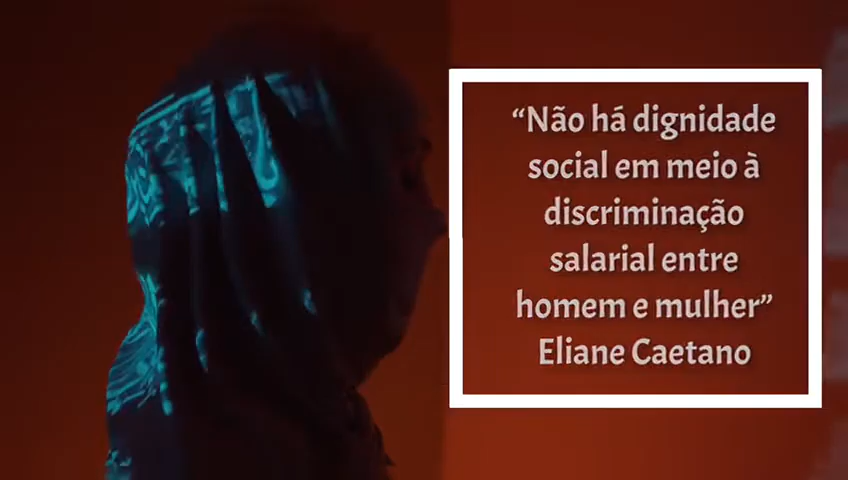 “Não há dignidade
social em meio à
discriminação
salarial entre
homem e mulher”
Eliane Caetano